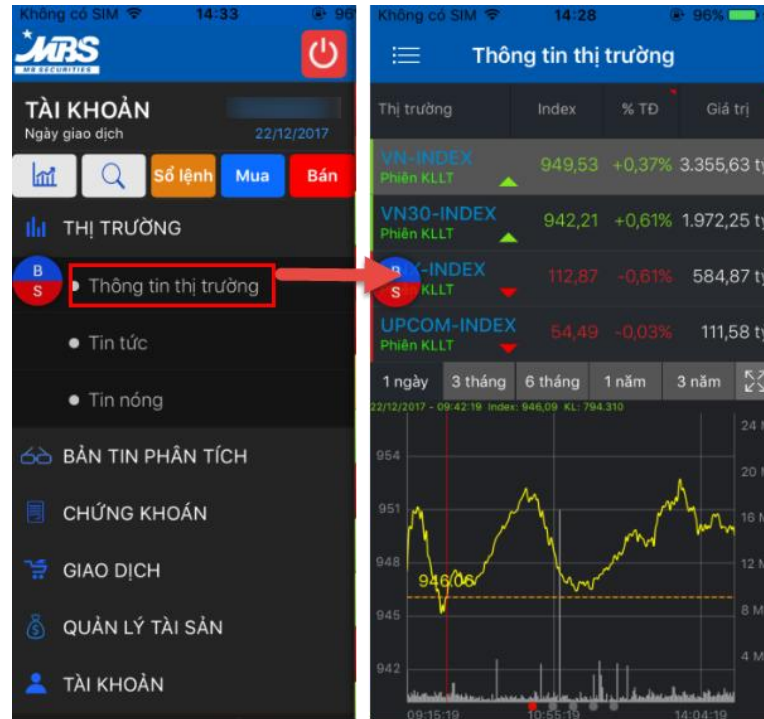 Không có SIM 14:33 96
MBS
MB SECURITIES
TÀI KHOẢN
Ngày giao dịch 22/12/2017
Sổ lệnh Mua Bán
THỊ TRƯỜNG
B
S
Thông tin thị trường
Tin tức
Tin nóng
BẢN TIN PHÂN TÍCH
CHỨNG KHOÁN
GIAO DỊCH
QUẢN LÝ TÀI SẢN
TÀI KHOẢN
Không có SIM 14:28 96%
Thông tin thị trường
Thị trường Index % TĐ Giá trị
VN-INDEX 949,53 +0,37% 3.355,63 tỷ
Phiên KLLT
VN30-INDEX 942,21 +0,61% 1.972,25 tỷ
Phiên KLLT
X-INDEX 112,87 -0,61% 584,87 tỷ
B
S
KLLT
UPCOM-INDEX 54,49 -0,03% 111,58 tỷ
Phiên KLLT
1 ngày 3 tháng 6 tháng 1 năm 3 năm
22/12/2017 - 09:42:19 Index: 946,09 KL: 794.310
24 M
954
20 M
951
16 M
948
12 M
946,06
945
8 M
942
4 M
09:15:19 10:55:19 14:04:19